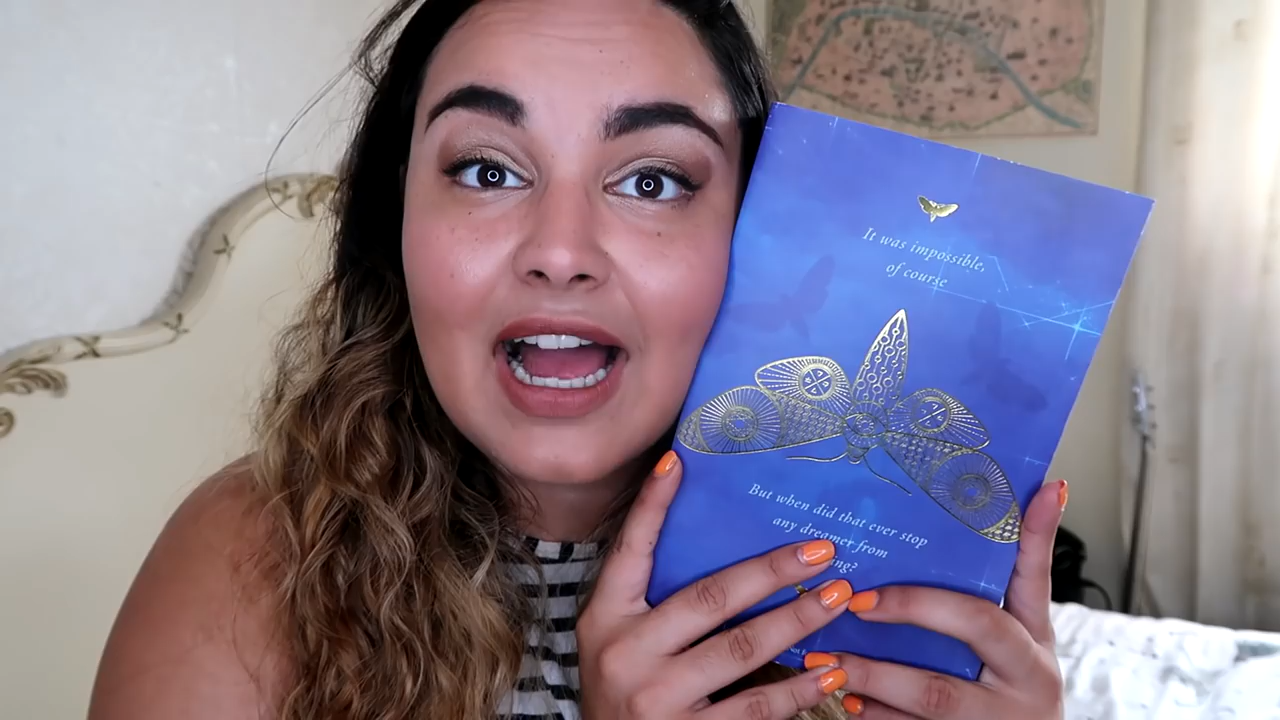 It was impossible,
of course
But when did that ever stop
any dreamer from